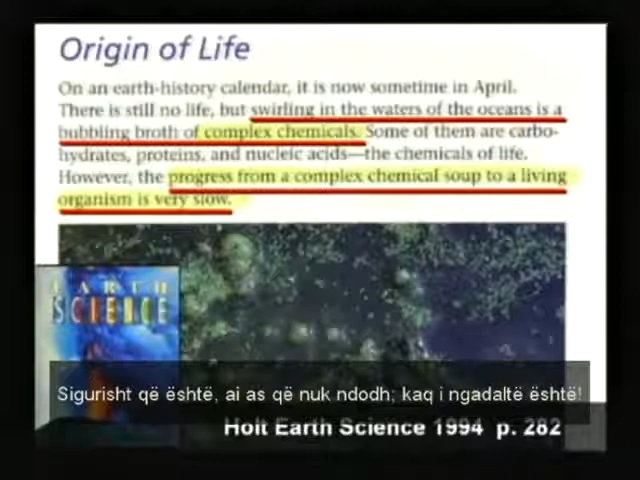 Origin of Life
On an earth-history calendar, it is now sometime in April.
There is still no life, but swirling in the waters of the oceans is a
bubbling broth of complex chemicals. Some of them are carbo-
hydrates, proteins, and nucleic acids—the chemicals of life.
However, the progress from a complex chemical soup to a living
organism is very slow.
EARTH
SCIENCE
Sigurisht që është, ai as që nuk ndodh; kaq i ngadaltë është!
Holt Earth Science 1994 p. 282